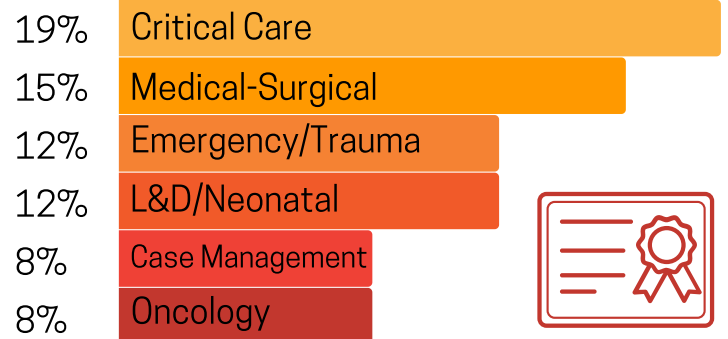 19% Critical Care
15% Medical-Surgical
12% Emergency/Trauma
12% L&D/Neonatal
8% Case Management
8% Oncology